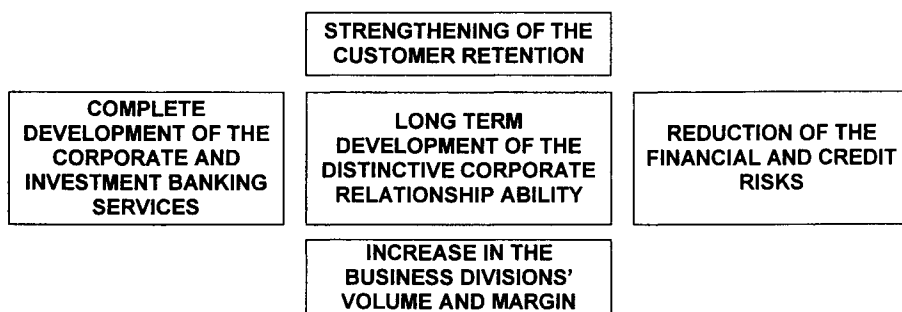 STRENGTHENING OF THE
CUSTOMER RETENTION
COMPLETE
DEVELOPMENT OF THE
CORPORATE AND
INVESTMENT BANKING
SERVICES
LONG TERM
DEVELOPMENT OF THE
DISTINCTIVE CORPORATE
RELATIONSHIP ABILITY
REDUCTION OF THE
FINANCIAL AND CREDIT
RISKS
INCREASE IN THE
BUSINESS DIVISIONS'
VOLUME AND MARGIN